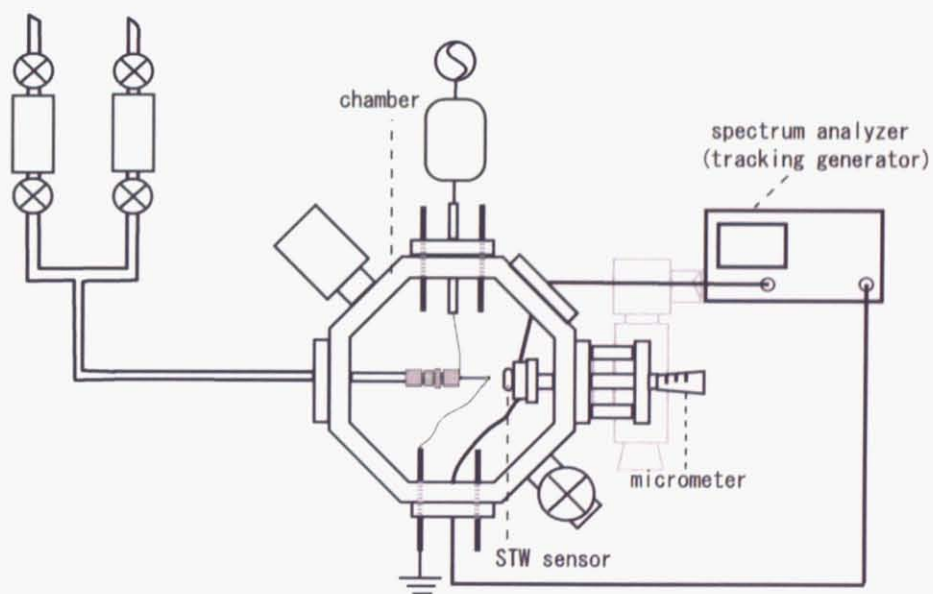 chamber
spectrum analyzer
(tracking generator)
micrometer
STW sensor